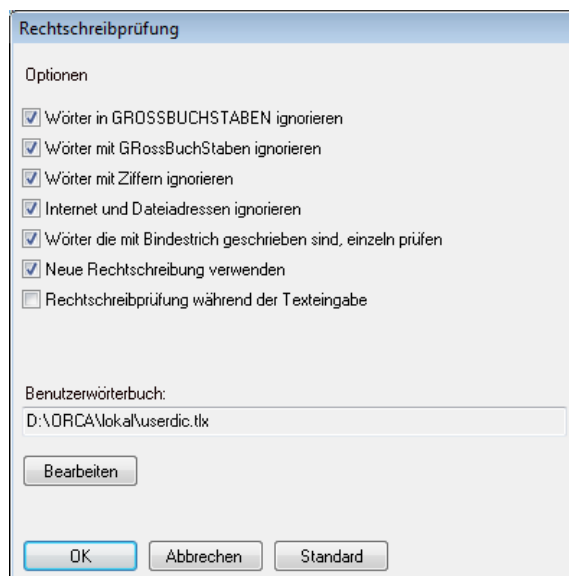 Rechtschreibprüfung
Optionen
Wörter in GROSSBUCHSTABEN ignorieren
Wörter mit GRossBuchStaben ignorieren
Wörter mit Ziffern ignorieren
Internet und Dateiadressen ignorieren
Wörter die mit Bindestrich geschrieben sind, einzeln prüfen
Neue Rechtschreibung verwenden
Rechtschreibprüfung während der Texteingabe
Benutzerwörterbuch:
D:\ORCA\lokal\userdic.tlx
Bearbeiten
OK Abbrechen Standard